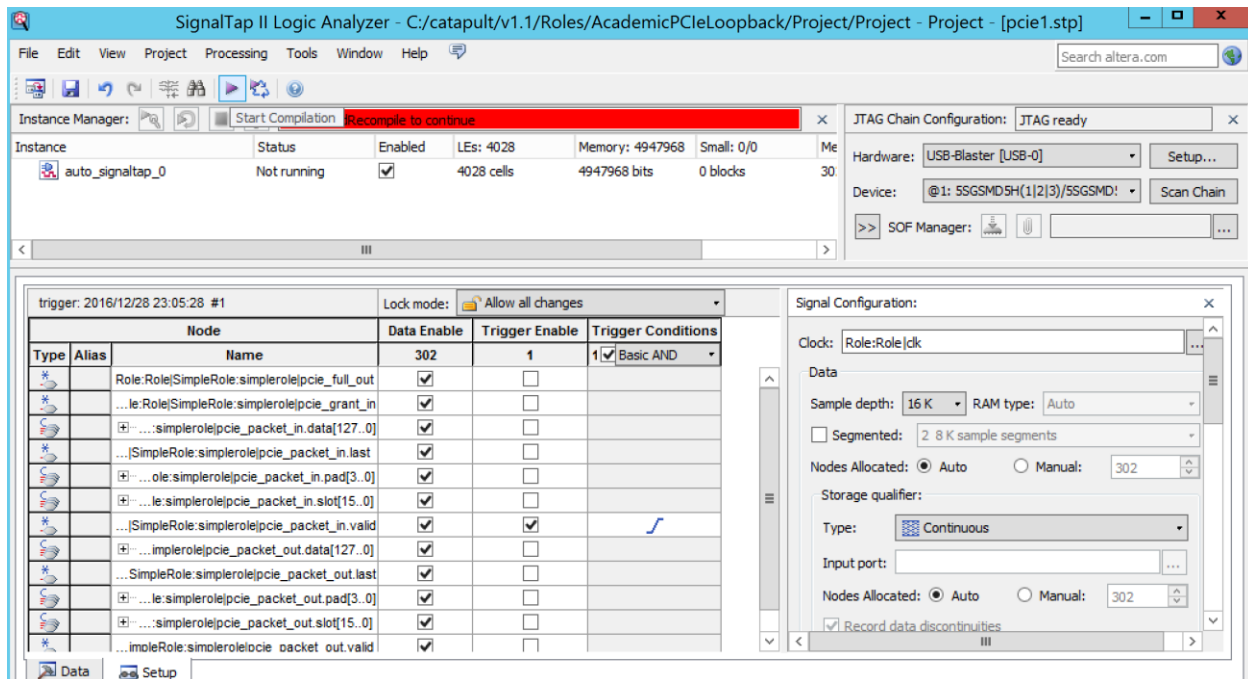 SignalTap II Logic Analyzer - C:/catapult/v1.1/Roles/AcademicPCIeLoopback/Project/Project - Project - [pcie1.stp]
File Edit View Project Processing Tools Window Help
Search altera.com
Instance Manager:
Start Compilation
Recompile to continue
JTAG Chain Configuration: JTAG ready
Instance Status Enabled LEs: 4028 Memory: 4947968 Small: 0/0 Me
auto_signaltap_0 Not running 4028 cells 4947968 bits 0 blocks 30
Hardware: USB-Blaster [USB-0] Setup...
Device: @1: 5SGSMD5H(1|2|3)/5SGSMD! Scan Chain
>> SOF Manager: ...
trigger: 2016/12/28 23:05:28 #1 Lock mode: Allow all changes
Node Data Enable Trigger Enable Trigger Conditions
Type Alias Name 302 1 1 Basic AND
Role:Role|SimpleRole:simplerole|pcie_full_out
...le:Role|SimpleRole:simplerole|pcie_grant_in
...:simplerole|pcie_packet_in.data[127..0]
...|SimpleRole:simplerole|pcie_packet_in.last
...ole:simplerole|pcie_packet_in.pad[3..0]
...le:simplerole|pcie_packet_in.slot[15..0]
...|SimpleRole:simplerole|pcie_packet_in.valid
...implerole|pcie_packet_out.data[127..0]
...SimpleRole:simplerole|pcie_packet_out.last
...le:simplerole|pcie_packet_out.pad[3..0]
...:simplerole|pcie_packet_out.slot[15..0]
...impleRole:simplerole|pcie_packet_out.valid
Data Setup
Signal Configuration:
Clock: Role:Role|clk ...
Data
Sample depth: 16 K RAM type: Auto
Segmented: 2 8 K sample segments
Nodes Allocated: Auto Manual: 302
Storage qualifier:
Type: Continuous
Input port: ...
Nodes Allocated: Auto Manual: 302
Record data discontinuities